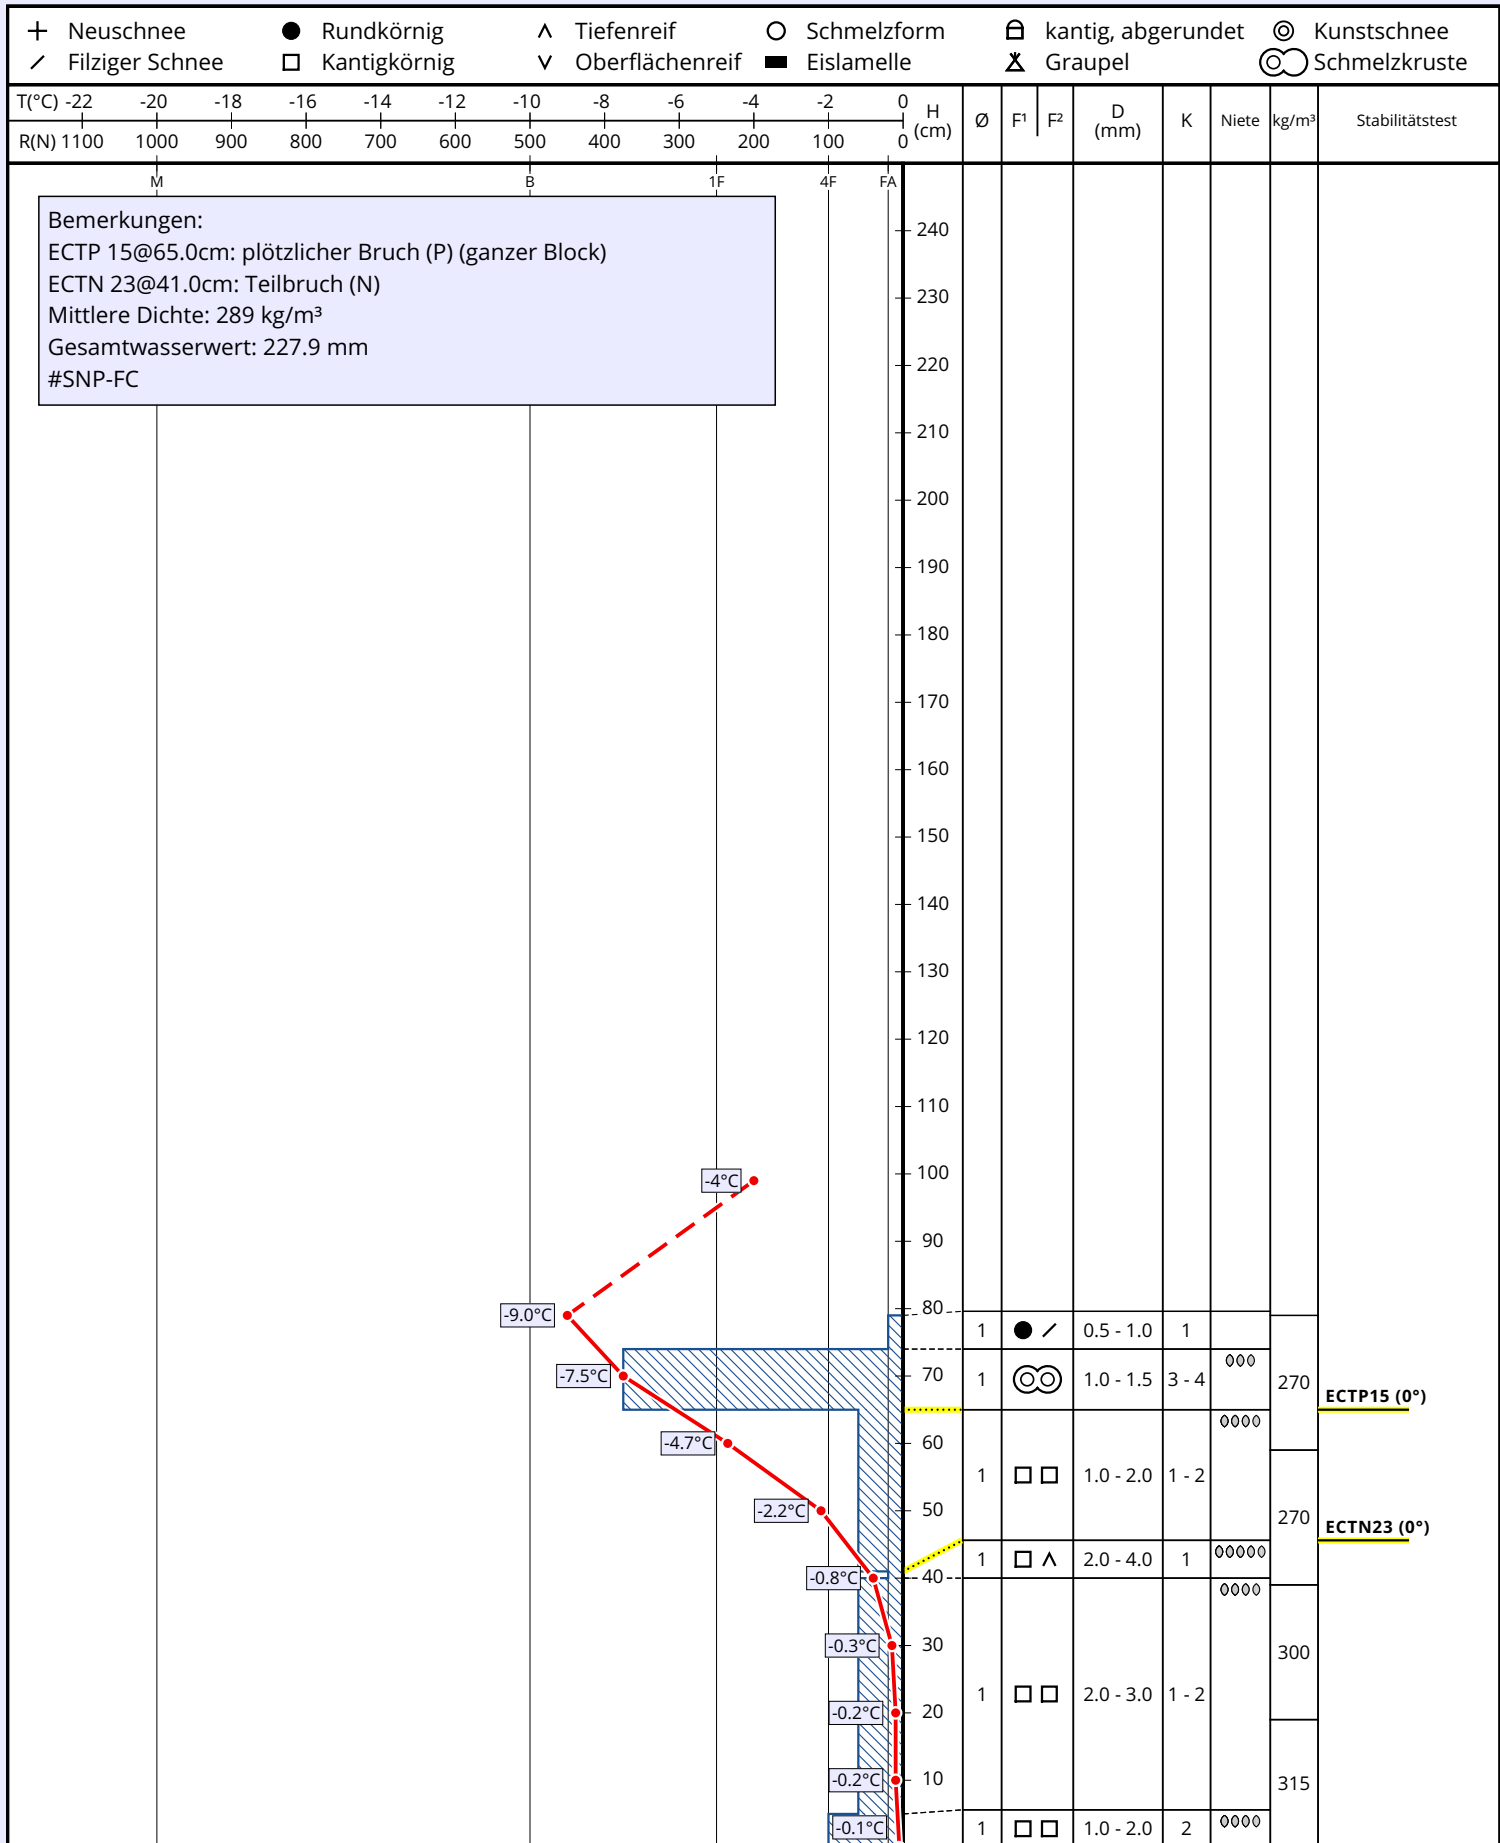 Neuschnee Rundkörnig Tiefenreif Schmelzform kantig, abgerundet Kunstschnee
Filziger Schnee Kantigkörnig Oberflächenreif Eislamelle Graupel Schmelzkruste
T(°C) -22 -20 -18 -16 -14 -12 -10 -8 -6 -4 -2 0
R(N) 1100 1000 900 800 700 600 500 400 300 200 100 0
H (cm) Ø F¹ F² D (mm) K Niete kg/m³ Stabilitätstest
M B 1F 4F FA
Bemerkungen:
ECTP 15@65.0cm: plötzlicher Bruch (P) (ganzer Block)
ECTN 23@41.0cm: Teilbruch (N)
Mittlere Dichte: 289 kg/m³
Gesamtwasserwert: 227.9 mm
#SNP-FC
240
230
220
210
200
190
180
170
160
150
140
130
120
110
100
-4°C
90
80
-9.0°C
1 0.5 - 1.0 1
70
-7.5°C
1 1.0 - 1.5 3 - 4
270
ECTP15 (0°)
60
-4.7°C
1 1.0 - 2.0 1 - 2
50
-2.2°C
270
ECTN23 (0°)
1 2.0 - 4.0 1
40
-0.8°C
30
-0.3°C
300
1 2.0 - 3.0 1 - 2
20
-0.2°C
10
-0.2°C
315
-0.1°C
1 1.0 - 2.0 2